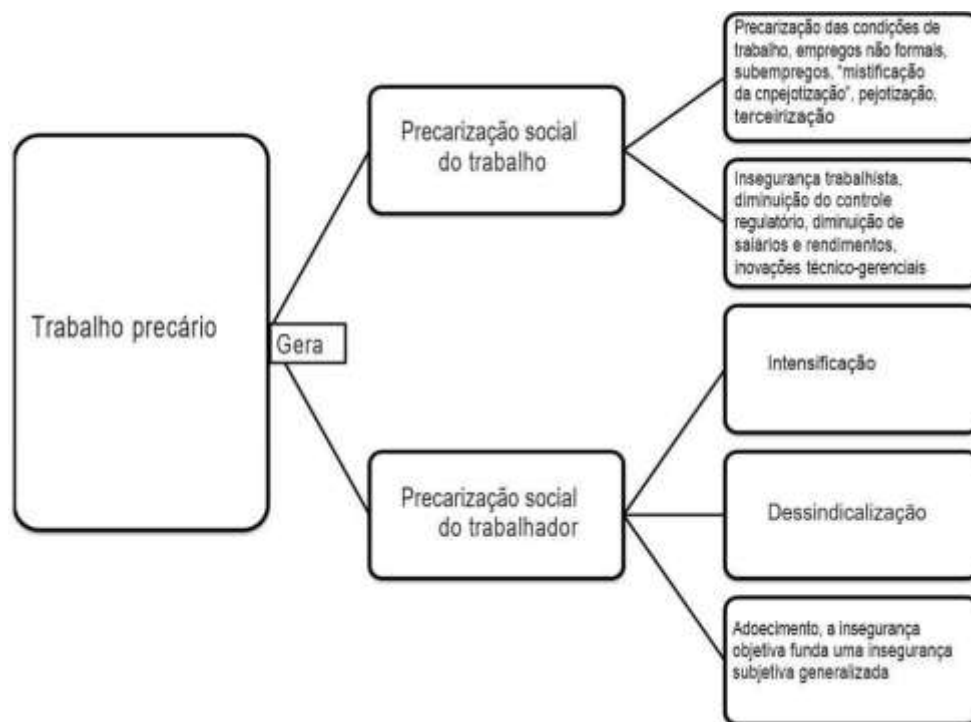 Trabalho precário
Gera
Precarização social
do trabalho
Precarização das condições de
trabalho, empregos não formais,
subempregos, "mistificação
da cnpejotização", pejotização,
terceirização
Insegurança trabalhista,
diminuição do controle
regulatório, diminuição de
salários e rendimentos,
inovações técnico-gerenciais
Precarização social
do trabalhador
Intensificação
Dessindicalização
Adoecimento, a insegurança
objetiva funda uma insegurança
subjetiva generalizada